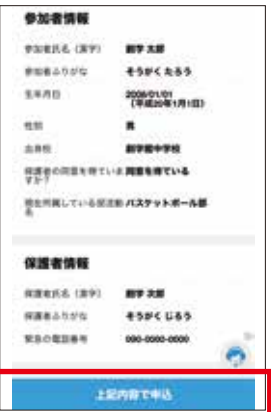 参加者情報
参加者氏名（漢字） 創学 太郎
参加者ふりがな そうがく たろう
生年月日 2008/01/01
（平成20年1月1日）
性別 男
出身校 創学館中学校
保護者の同意を得ていま 同意を得ている
すか？
現在所属している部活動 バスケットボール部
名
保護者情報
保護者氏名（漢字） 創学 次郎
保護者ふりがな そうがく じろう
緊急の電話番号 090-0000-0000
上記内容で申込